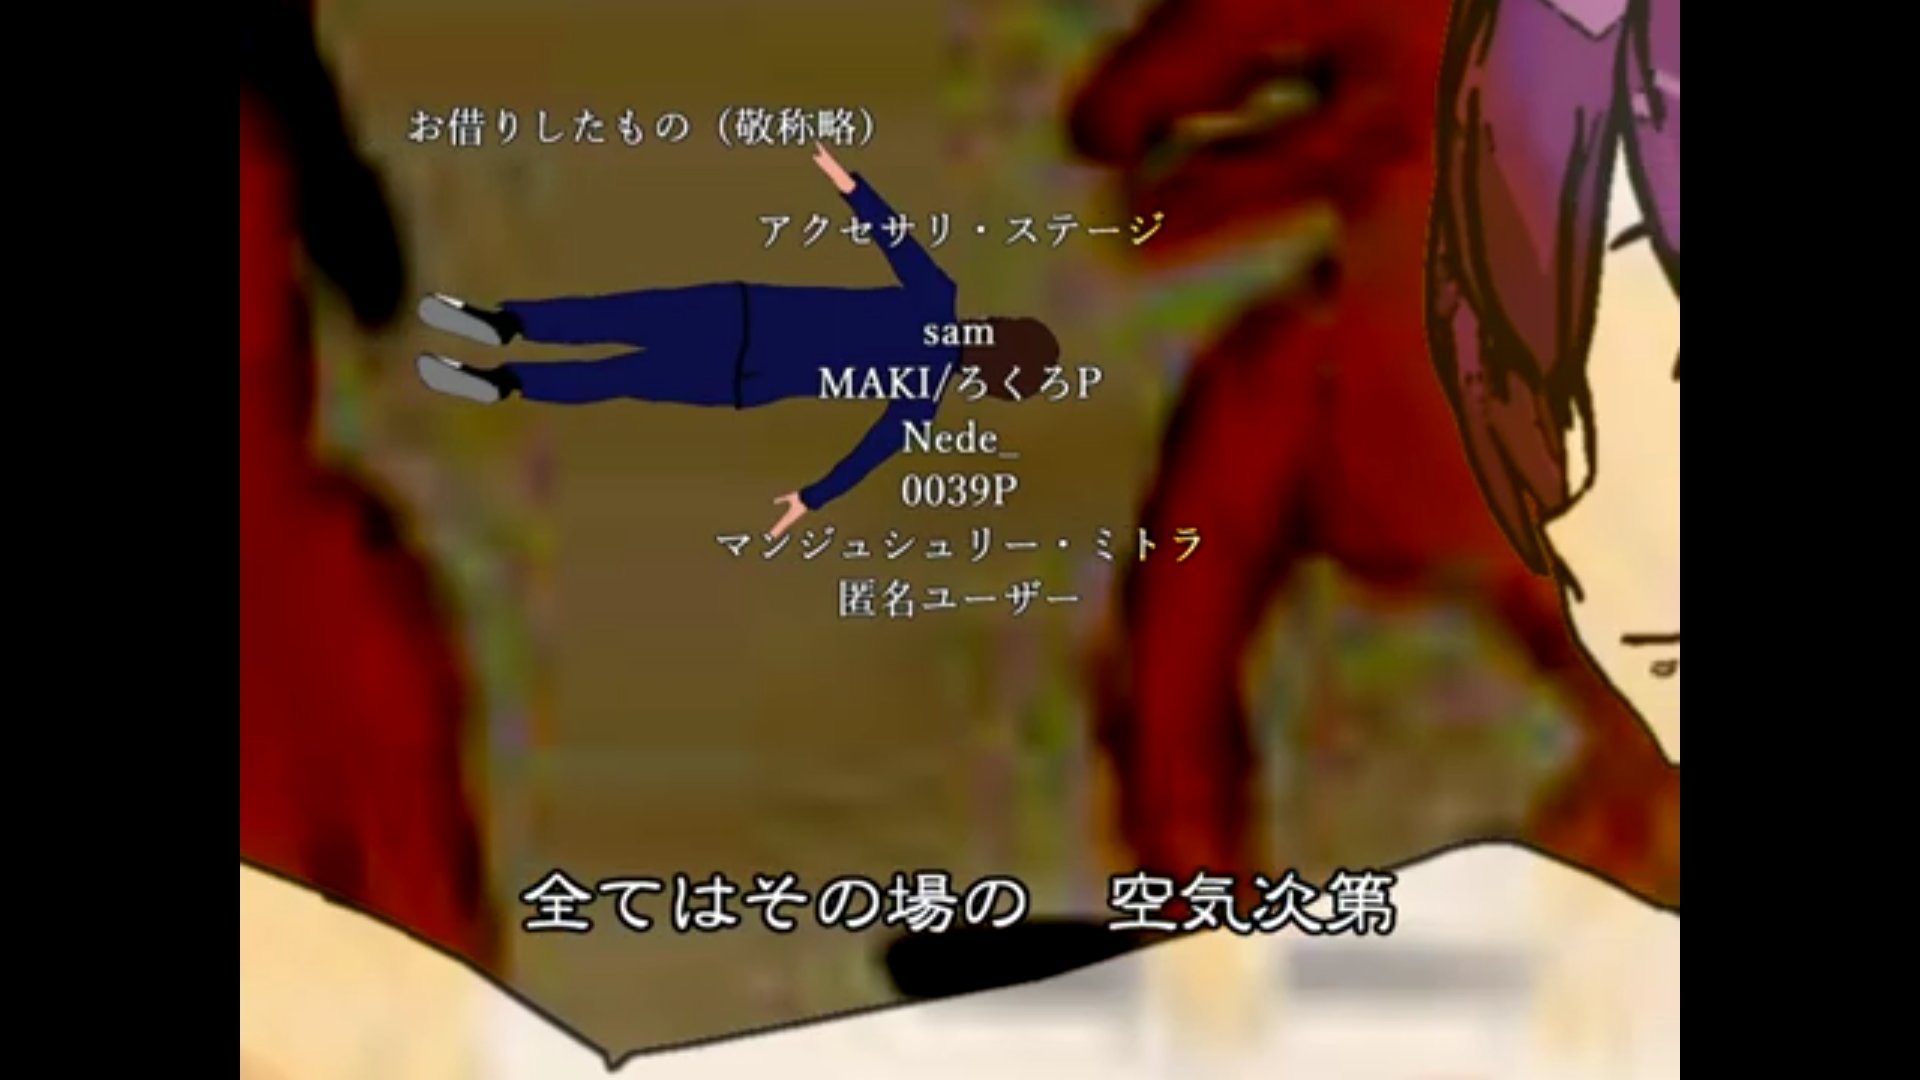 お借りしたもの（敬称略）
アクセサリ・ステージ
sam
MAKI/ろくろP
Nede_
0039P
マンジュシュリー・ミトラ
匿名ユーザー
全てはその場の　空気次第